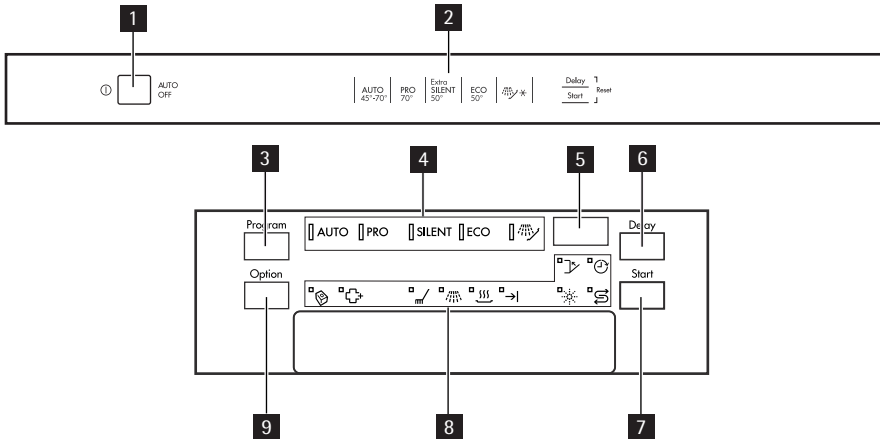 1
2
AUTO
OFF
AUTO
45°-70°
PRO
70°
Extra
SILENT
50°
ECO
50°
Delay
Start
Reset
3
4
5
6
Program
AUTO
PRO
SILENT
ECO
Delay
Option
Start
9
8
7